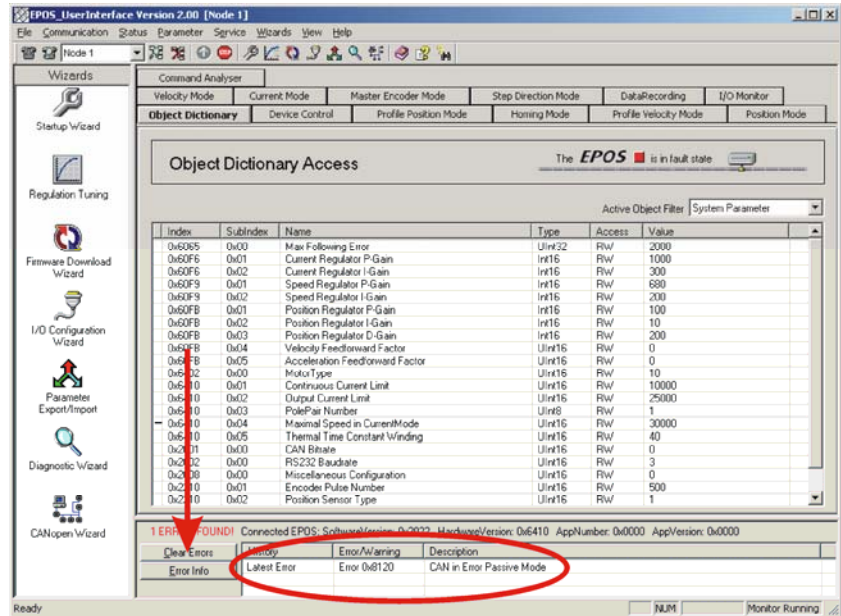 EPOS_UserInterface Version 2.00 [Node 1]
File Communication Status Parameter Service Wizards View Help
Node 1
Wizards
Startup Wizard
Regulation Tuning
Firmware Download
Wizard
I/O Configuration
Wizard
Parameter
Export/Import
Diagnostic Wizard
CANopen Wizard
Command Analyser
Velocity Mode Current Mode Master Encoder Mode Step Direction Mode DataRecording I/O Monitor
Object Dictionary Device Control Profile Position Mode Homing Mode Profile Velocity Mode Position Mode
Object Dictionary Access
The EPOS is in fault state
Active Object Filter System Parameter
Index SubIndex Name Type Access Value
0x6065 0x00 Max Following Error UInt32 RW 2000
0x60F6 0x01 Current Regulator P-Gain Int16 RW 1000
0x60F6 0x02 Current Regulator I-Gain Int16 RW 300
0x60F9 0x01 Speed Regulator P-Gain Int16 RW 680
0x60F9 0x02 Speed Regulator I-Gain Int16 RW 200
0x60FB 0x01 Position Regulator P-Gain Int16 RW 100
0x60FB 0x02 Position Regulator I-Gain Int16 RW 10
0x60FB 0x03 Position Regulator D-Gain Int16 RW 200
0x60FB 0x04 Velocity Feedforward Factor UInt16 RW 0
0x05 Acceleration Feedforward Factor UInt16 RW 0
0x00 MotorType UInt16 RW 10
0x01 Continuous Current Limit UInt16 RW 10000
0x02 Output Current Limit UInt16 RW 25000
0x03 PolePair Number UInt8 RW 1
0x04 Maximal Speed in CurrentMode UInt16 RW 30000
0x05 Thermal Time Constant Winding UInt16 RW 40
0x00 CAN Bitrate UInt16 RW 0
0x00 RS232 Baudrate UInt16 RW 3
0x00 Miscellaneous Configuration UInt16 RW 0
0x01 Encoder Pulse Number UInt16 RW 500
0x02 Position Sensor Type UInt16 RW 1
Connected EPOS: HardwareVersion: 0x6410 AppNumber: 0x0000 AppVersion: 0x0000
Clear Errors History Error/Warning Description
Error Info Latest Error Error 0x8120 CAN in Error Passive Mode
Ready NUM Monitor Running